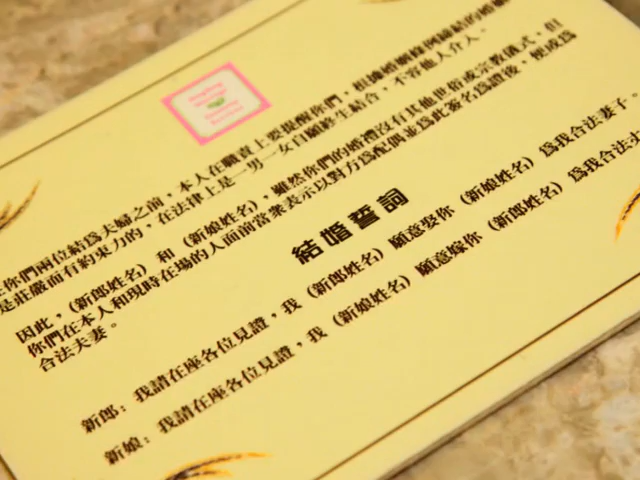 在你們兩位結為夫婦之前，本人在職責上要提醒你們，根據婚姻條例締結的婚姻
是莊嚴而有約束力的，在法律上是一男一女自願終生結合，不容他人介入。
因此，（新郎姓名）和（新娘姓名），雖然你們的婚禮沒有其他世俗或宗教儀式，但
你們在本人和現時在場的人面前當衆表示以對方為配偶並為此簽名為證後，便成為
合法夫妻。
結婚誓詞
新郎：我請在座各位見證，我（新郎姓名）願意娶你（新娘姓名）為我合法妻子。
新娘：我請在座各位見證，我（新娘姓名）願意嫁你（新郎姓名）為我合法丈